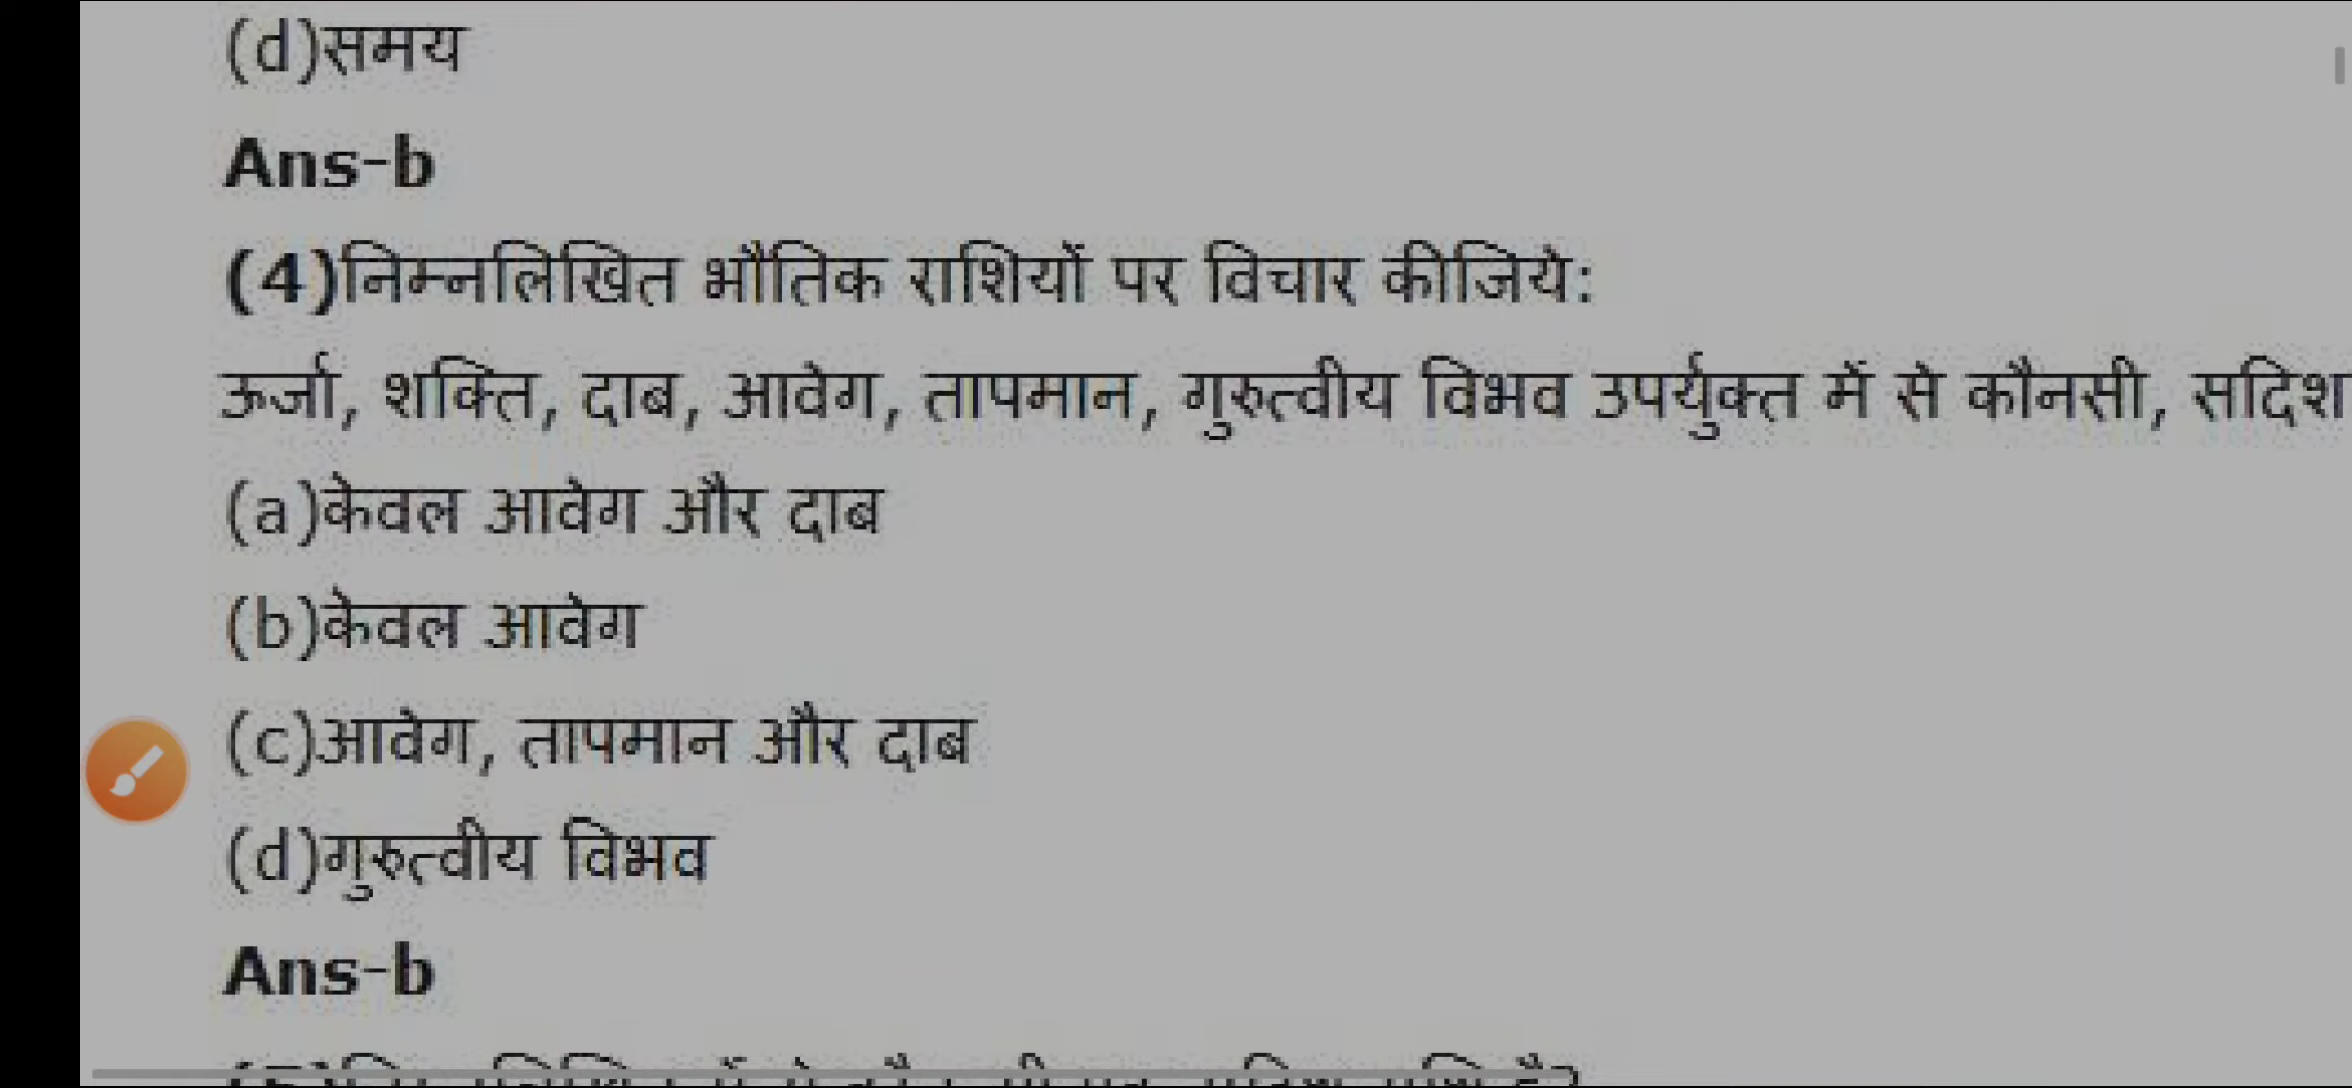 (d)समय
Ans-b
(4)निम्नलिखित भौतिक राशियों पर विचार कीजिये:
ऊर्जा, शक्ति, दाब, आवेग, तापमान, गुरुत्वीय विभव उपर्युक्त में से कौनसी, सदिश
(a)केवल आवेग और दाब
(b)केवल आवेग
(c)आवेग, तापमान और दाब
(d)गुरुत्वीय विभव
Ans-b